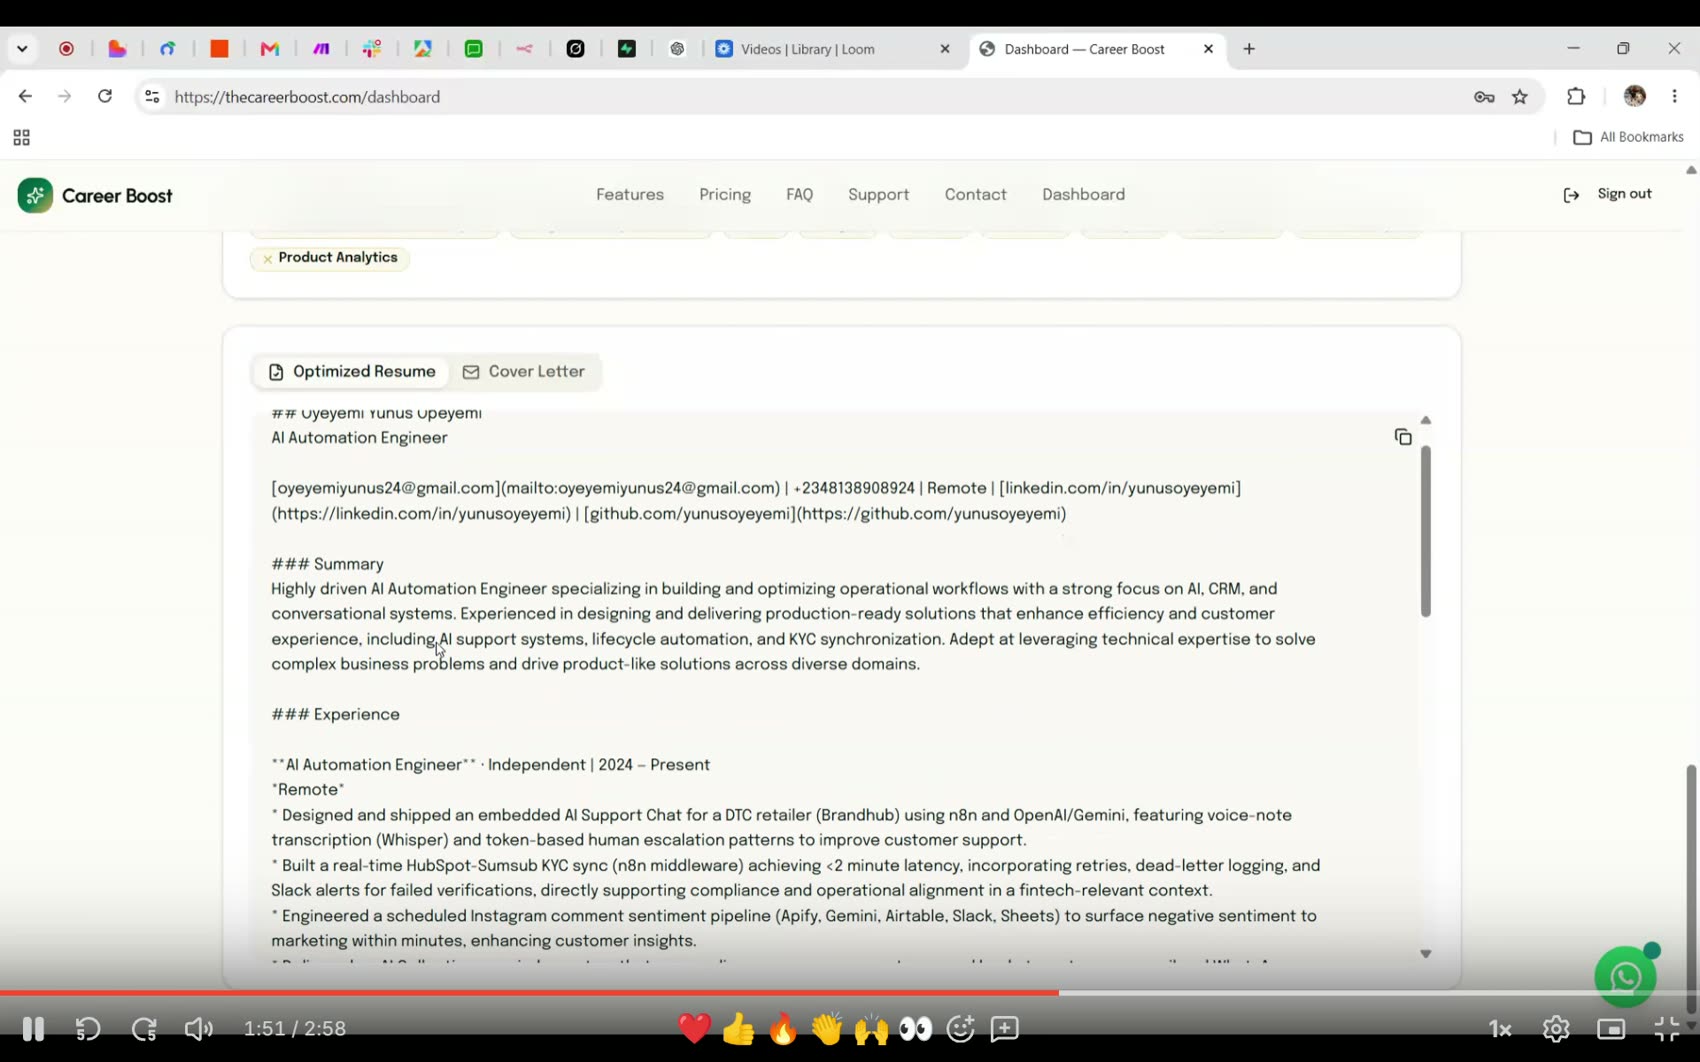 Videos | Library | Loom
Dashboard — Career Boost
https://thecareerboost.com/dashboard
All Bookmarks
Career Boost
Features
Pricing
FAQ
Support
Contact
Dashboard
Sign out
Product Analytics
Optimized Resume
Cover Letter
## Oyeyemi Yunus Opeyemi
AI Automation Engineer
[oyeyemiyunus24@gmail.com](mailto:oyeyemiyunus24@gmail.com) | +2348138908924 | Remote | [linkedin.com/in/yunusoyeyemi]
(https://linkedin.com/in/yunusoyeyemi) | [github.com/yunusoyeyemi](https://github.com/yunusoyeyemi)
### Summary
Highly driven AI Automation Engineer specializing in building and optimizing operational workflows with a strong focus on AI, CRM, and
conversational systems. Experienced in designing and delivering production-ready solutions that enhance efficiency and customer
experience, including AI support systems, lifecycle automation, and KYC synchronization. Adept at leveraging technical expertise to solve
complex business problems and drive product-like solutions across diverse domains.
### Experience
**AI Automation Engineer** · Independent | 2024 – Present
*Remote*
* Designed and shipped an embedded AI Support Chat for a DTC retailer (Brandhub) using n8n and OpenAI/Gemini, featuring voice-note
transcription (Whisper) and token-based human escalation patterns to improve customer support.
* Built a real-time HubSpot-Sumsub KYC sync (n8n middleware) achieving <2 minute latency, incorporating retries, dead-letter logging, and
Slack alerts for failed verifications, directly supporting compliance and operational alignment in a fintech-relevant context.
* Engineered a scheduled Instagram comment sentiment pipeline (Apify, Gemini, Airtable, Slack, Sheets) to surface negative sentiment to
marketing within minutes, enhancing customer insights.
1:51 / 2:58
1x